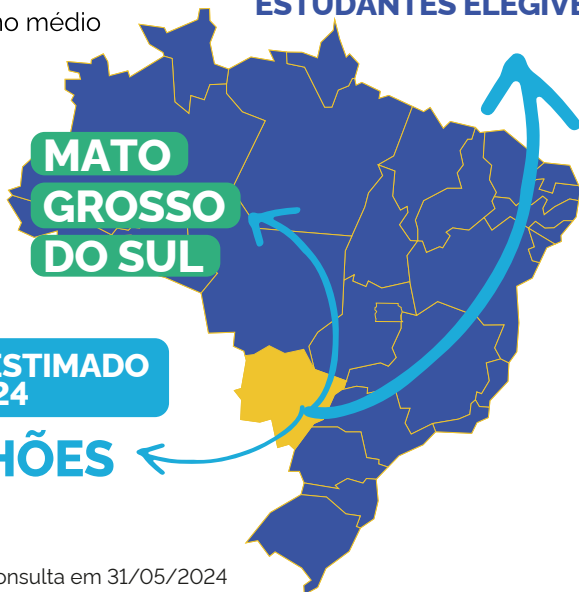 ESTUDANTES ELEGÍVE
no médio
MATO
GROSSO
DO SUL
ESTIMADO
24
HÕES
onsulta em 31/05/2024